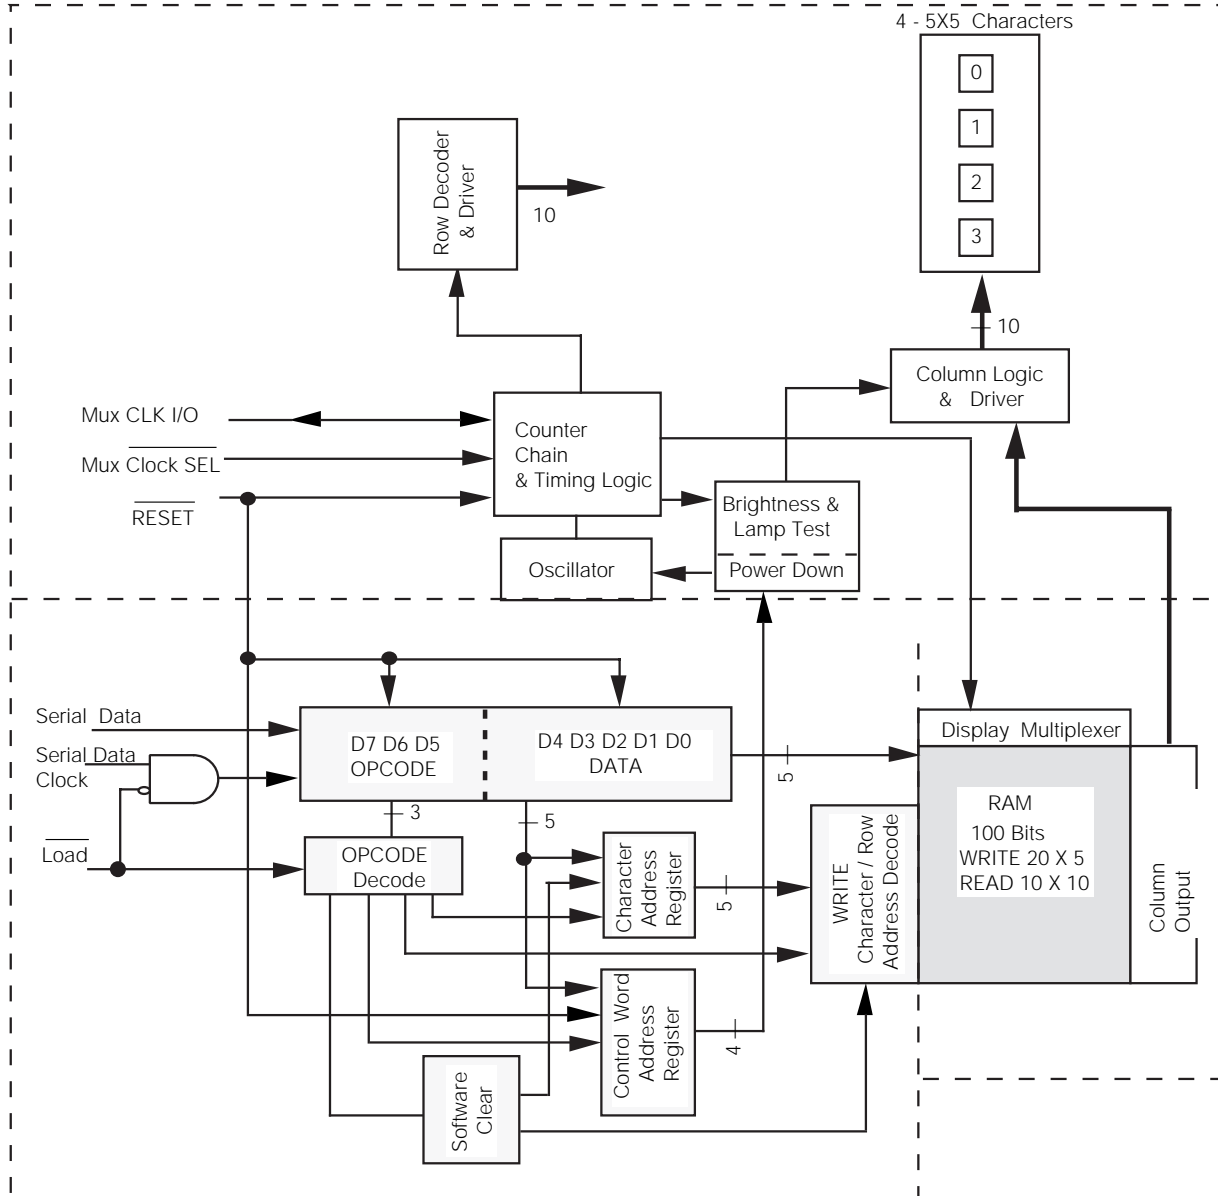 4 - 5X5 Characters
0
1
2
3
Row Decoder
& Driver
10
10
Column Logic
& Driver
Mux CLK I/O
Mux Clock SEL
RESET
Counter
Chain
& Timing Logic
Brightness &
Lamp Test
Power Down
Oscillator
Serial Data
Serial Data
Clock
Load
D7 D6 D5
OPCODE
D4 D3 D2 D1 D0
DATA
5
3
5
OPCODE
Decode
Character
Address
Register
5
Control Word
Address
Register
4
Software
Clear
WRITE
Character / Row
Address Decode
Display Multiplexer
RAM
100 Bits
WRITE 20 X 5
READ 10 X 10
Column
Output